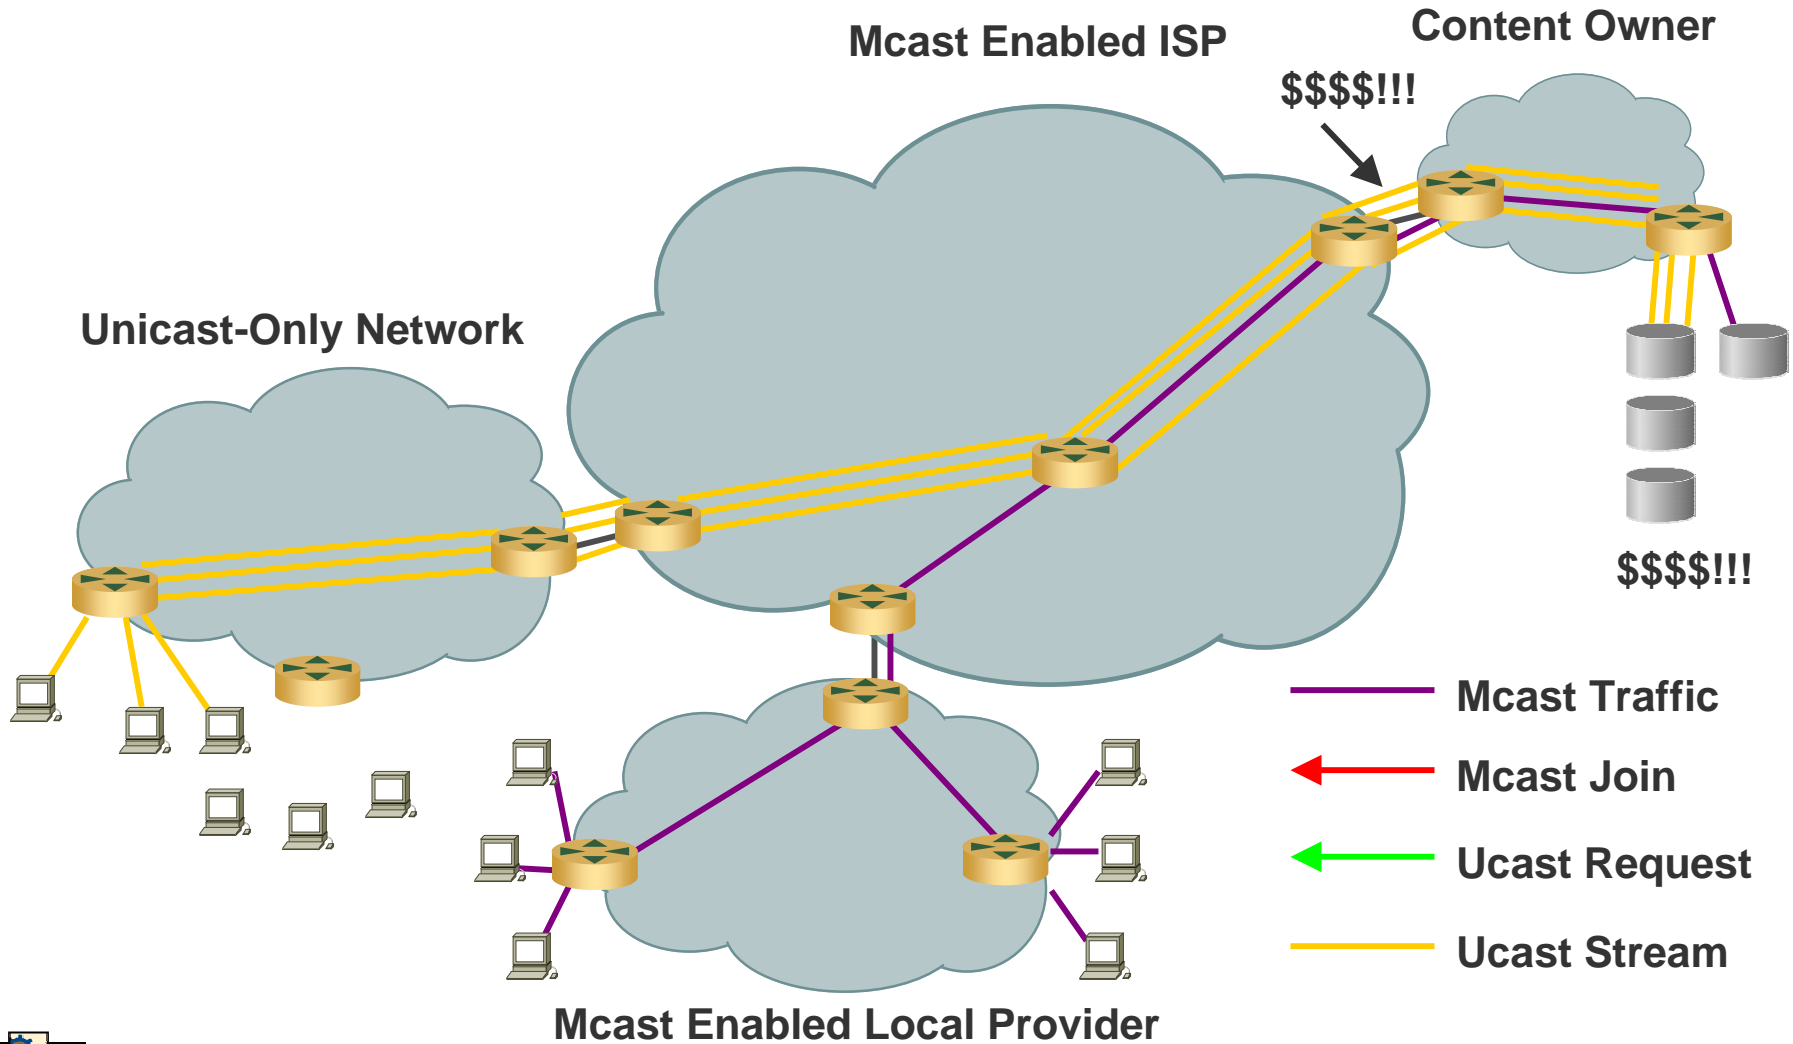 Mcast Enabled ISP
Content Owner
$$$$!!!
Unicast-Only Network
$$$$!!!
Mcast Traffic
Mcast Join
Ucast Request
Ucast Stream
Mcast Enabled Local Provider